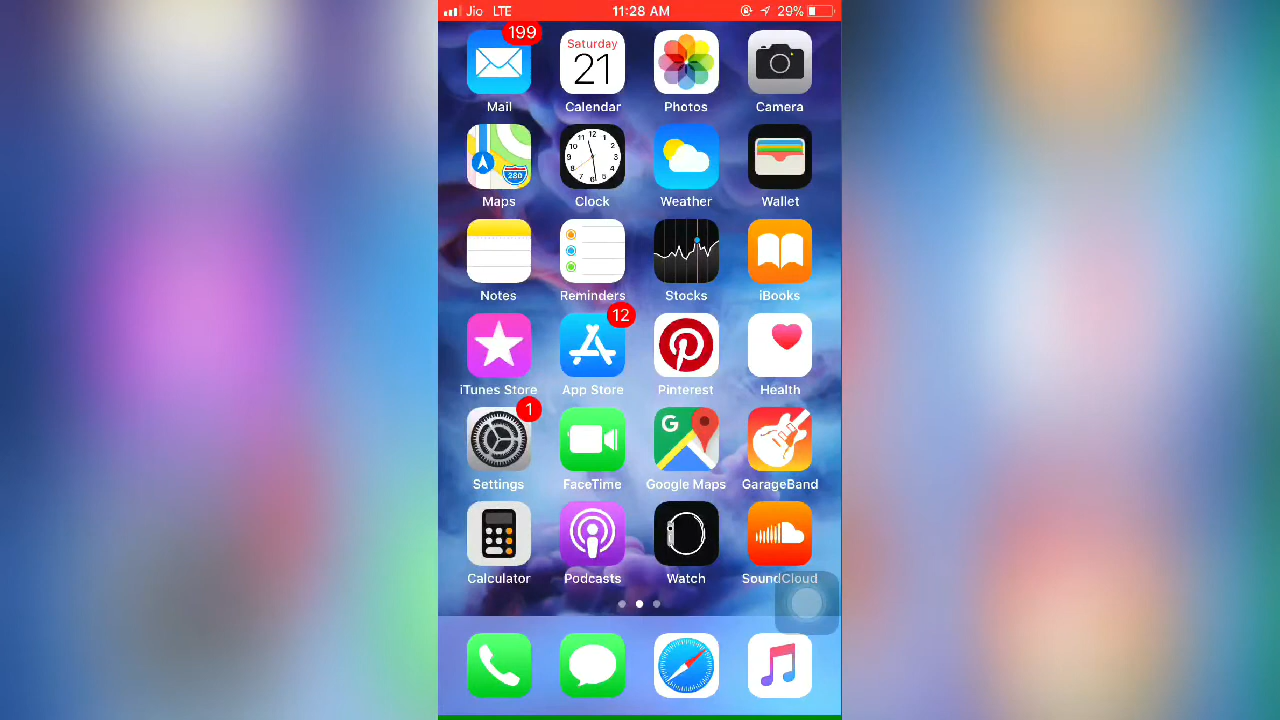 Jio LTE 11:28 AM 29%
199
Saturday
21
Mail Calendar Photos Camera
280
Maps Clock Weather Wallet
Notes Reminders Stocks iBooks
12
iTunes Store App Store Pinterest Health
1
G
Settings FaceTime Google Maps GarageBand
Calculator Podcasts Watch SoundCloud